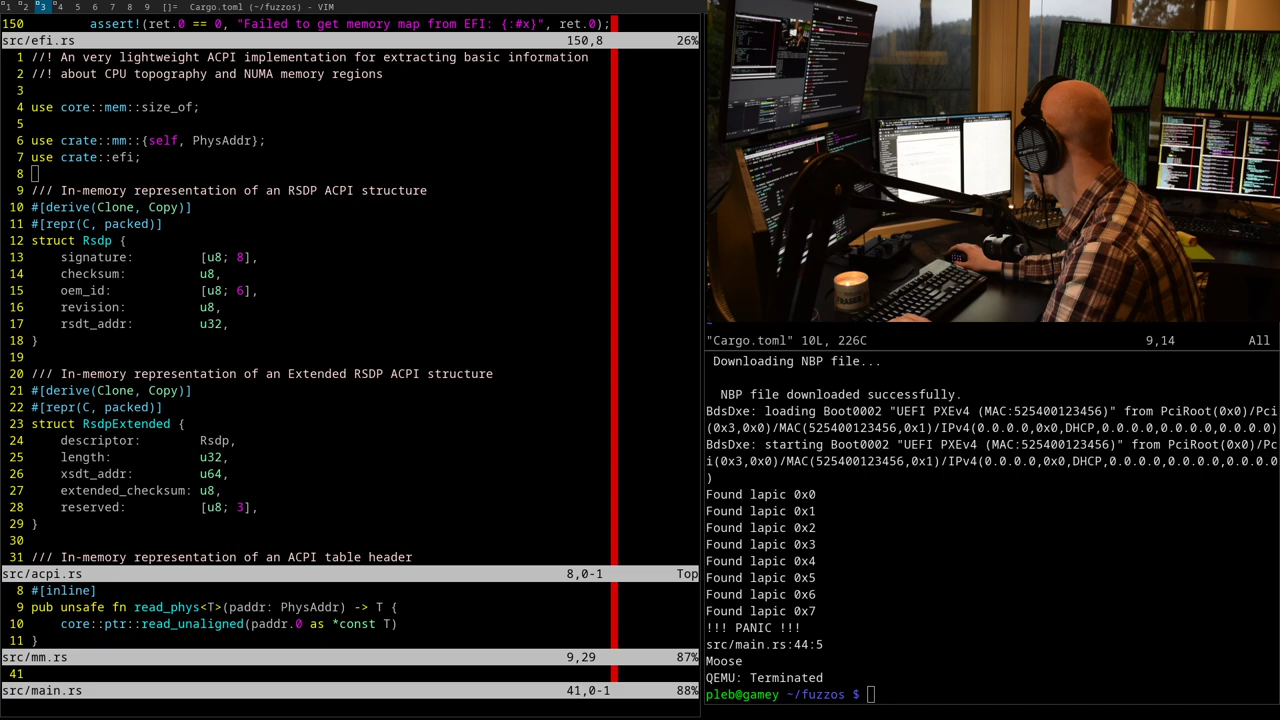 1 2 3 4 5 6 7 8 9 []= Cargo.toml (~/fuzzos) - VIM
150 assert!(ret.0 == 0, "Failed to get memory map from EFI: {:#x}", ret.0);
src/efi.rs 150,8 26%
1 //! An very lightweight ACPI implementation for extracting basic information
2 //! about CPU topography and NUMA memory regions
3
4 use core::mem::size_of;
5
6 use crate::mm::{self, PhysAddr};
7 use crate::efi;
8
9 /// In-memory representation of an RSDP ACPI structure
10 #[derive(Clone, Copy)]
11 #[repr(C, packed)]
12 struct Rsdp {
13 signature: [u8; 8],
14 checksum: u8,
15 oem_id: [u8; 6],
16 revision: u8,
17 rsdt_addr: u32,
18 }
19
20 /// In-memory representation of an Extended RSDP ACPI structure
21 #[derive(Clone, Copy)]
22 #[repr(C, packed)]
23 struct RsdpExtended {
24 descriptor: Rsdp,
25 length: u32,
26 xsdt_addr: u64,
27 extended_checksum: u8,
28 reserved: [u8; 3],
29 }
30
31 /// In-memory representation of an ACPI table header
src/acpi.rs 8,0-1 Top
8 #[inline]
9 pub unsafe fn read_phys<T>(paddr: PhysAddr) -> T {
10 core::ptr::read_unaligned(paddr.0 as *const T)
11 }
src/mm.rs 9,29 87%
41
src/main.rs 41,0-1 88%
~
"Cargo.toml" 10L, 226C 9,14 All
Downloading NBP file...
NBP file downloaded successfully.
BdsDxe: loading Boot0002 "UEFI PXEv4 (MAC:525400123456)" from PciRoot(0x0)/Pci
(0x3,0x0)/MAC(525400123456,0x1)/IPv4(0.0.0.0,0x0,DHCP,0.0.0.0,0.0.0.0,0.0.0.0)
BdsDxe: starting Boot0002 "UEFI PXEv4 (MAC:525400123456)" from PciRoot(0x0)/Pc
i(0x3,0x0)/MAC(525400123456,0x1)/IPv4(0.0.0.0,0x0,DHCP,0.0.0.0,0.0.0.0,0.0.0.0
)
Found lapic 0x0
Found lapic 0x1
Found lapic 0x2
Found lapic 0x3
Found lapic 0x4
Found lapic 0x5
Found lapic 0x6
Found lapic 0x7
!!! PANIC !!!
src/main.rs:44:5
Moose
QEMU: Terminated
pleb@gamey ~/fuzzos $